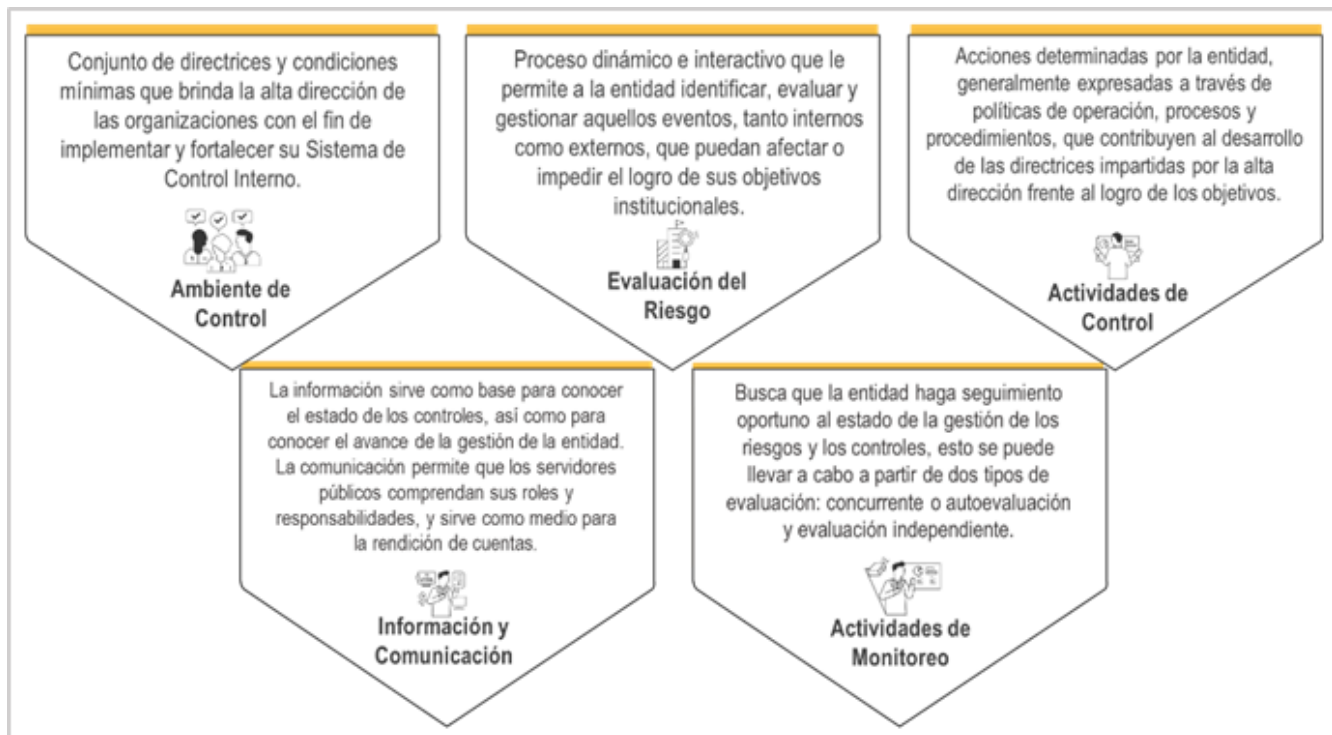 Conjunto de directrices y condiciones
mínimas que brinda la alta dirección de
las organizaciones con el fin de
implementar y fortalecer su Sistema de
Control Interno.
Ambiente de
Control
Proceso dinámico e interactivo que le
permite a la entidad identificar, evaluar y
gestionar aquellos eventos, tanto internos
como externos, que puedan afectar o
impedir el logro de sus objetivos
institucionales.
Evaluación del
Riesgo
Acciones determinadas por la entidad,
generalmente expresadas a través de
políticas de operación, procesos y
procedimientos, que contribuyen al desarrollo
de las directrices impartidas por la alta
dirección frente al logro de los objetivos.
Actividades de
Control
La información sirve como base para conocer
el estado de los controles, así como para
conocer el avance de la gestión de la entidad.
La comunicación permite que los servidores
públicos comprendan sus roles y
responsabilidades, y sirve como medio para
la rendición de cuentas.
Información y
Comunicación
Busca que la entidad haga seguimiento
oportuno al estado de la gestión de los
riesgos y los controles, esto se puede
llevar a cabo a partir de dos tipos de
evaluación: concurrente o autoevaluación
y evaluación independiente.
Actividades de
Monitoreo